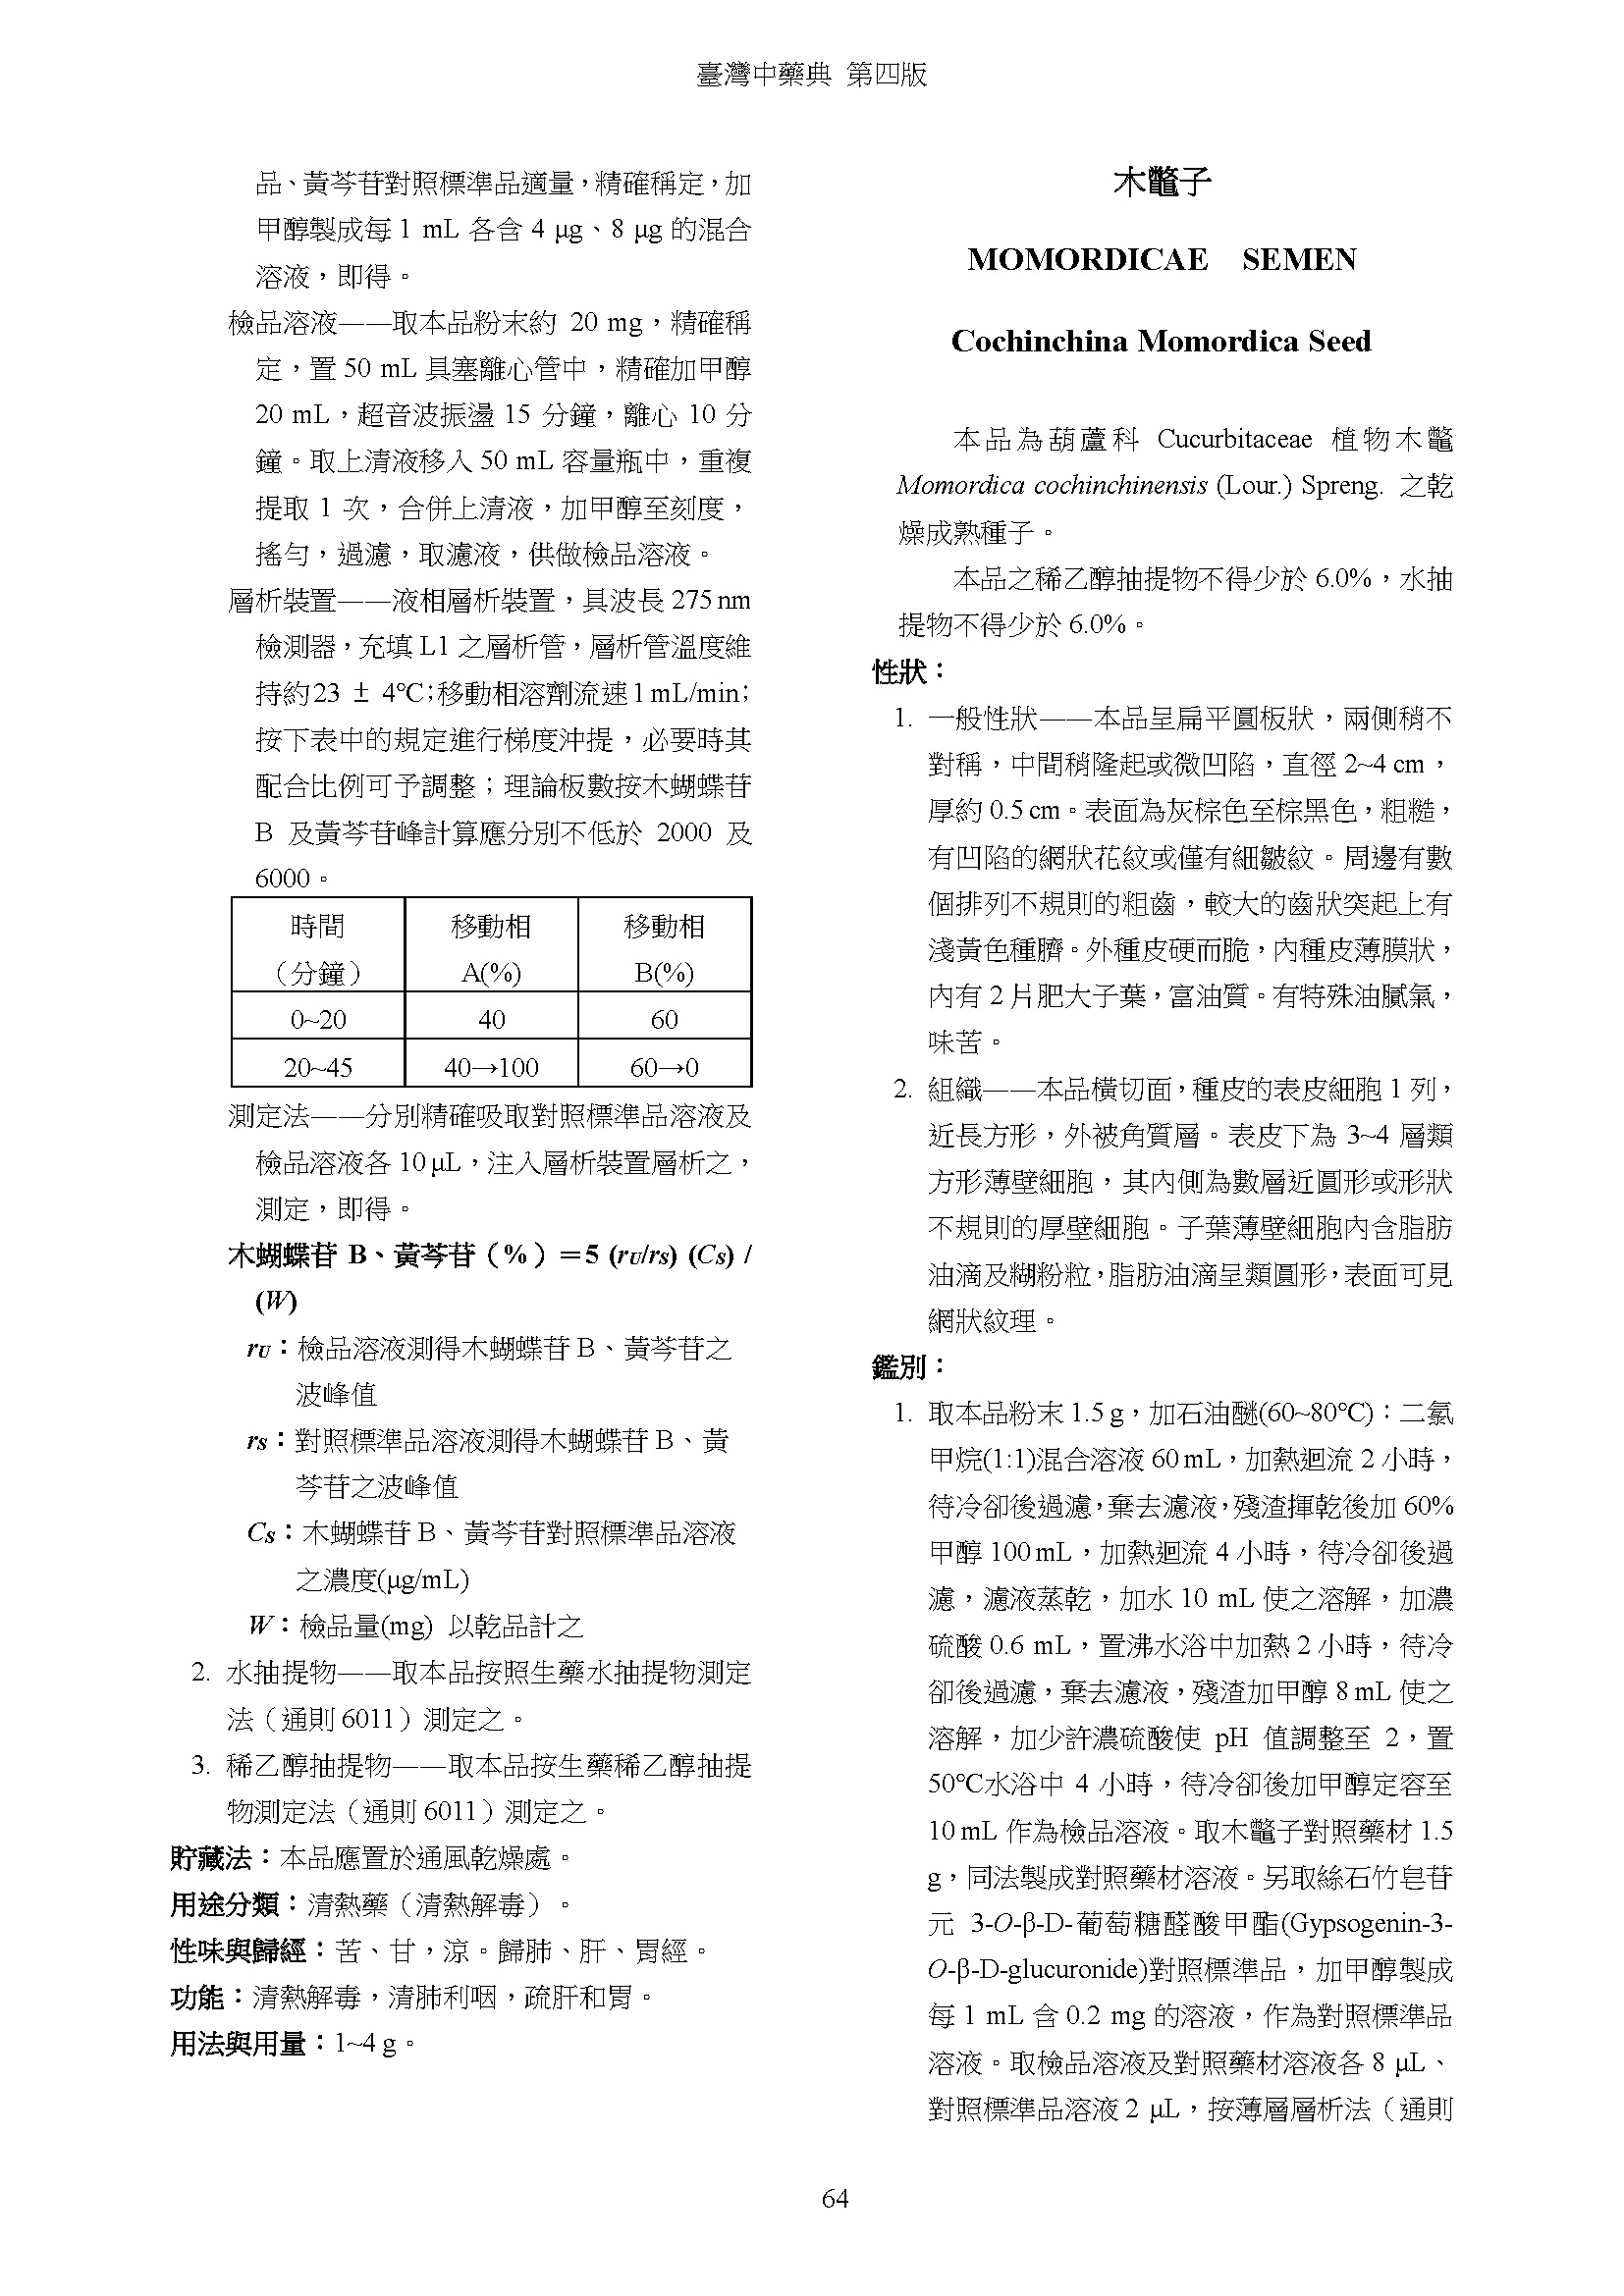 臺灣中藥典 第四版
品、黃芩苷對照標準品適量，精確稱定，加
甲醇製成每 1 mL 各含 4 μg、8 μg 的混合
溶液，即得。
檢品溶液——取本品粉末約 20 mg，精確稱
定，置 50 mL 具塞離心管中，精確加甲醇
20 mL，超音波振盪 15 分鐘，離心 10 分
鐘。取上清液移入 50 mL 容量瓶中，重複
提取 1 次，合併上清液，加甲醇至刻度，
搖勻，過濾，取濾液，供做檢品溶液。
層析裝置——液相層析裝置，具波長 275 nm
檢測器，充填 L1 之層析管，層析管溫度維
持約 23 ± 4°C；移動相溶劑流速 1 mL/min；
按下表中的規定進行梯度沖提，必要時其
配合比例可予調整；理論板數按木蝴蝶苷
B 及黃芩苷峰計算應分別不低於 2000 及
6000。
時間 移動相 移動相
（分鐘） A(%) B(%)
0~20 40 60
20~45 40→100 60→0
測定法——分別精確吸取對照標準品溶液及
檢品溶液各 10 μL，注入層析裝置層析之，
測定，即得。
木蝴蝶苷 B、黃芩苷（%）＝5 (rU/rS) (CS) /
(W)
rU：檢品溶液測得木蝴蝶苷 B、黃芩苷之
波峰值
rS：對照標準品溶液測得木蝴蝶苷 B、黃
芩苷之波峰值
CS：木蝴蝶苷 B、黃芩苷對照標準品溶液
之濃度(μg/mL)
W：檢品量(mg) 以乾品計之
2. 水抽提物——取本品按照生藥水抽提物測定
法（通則 6011）測定之。
3. 稀乙醇抽提物——取本品按生藥稀乙醇抽提
物測定法（通則 6011）測定之。
貯藏法：本品應置於通風乾燥處。
用途分類：清熱藥（清熱解毒）。
性味與歸經：苦、甘，涼。歸肺、肝、胃經。
功能：清熱解毒，清肺利咽，疏肝和胃。
用法與用量：1~4 g。
木鼈子
MOMORDICAE SEMEN
Cochinchina Momordica Seed
本品為葫蘆科 Cucurbitaceae 植物木鼈
Momordica cochinchinensis (Lour.) Spreng. 之乾
燥成熟種子。
本品之稀乙醇抽提物不得少於 6.0%，水抽
提物不得少於 6.0%。
性狀：
1. 一般性狀——本品呈扁平圓板狀，兩側稍不
對稱，中間稍隆起或微凹陷，直徑 2~4 cm，
厚約 0.5 cm。表面為灰棕色至棕黑色，粗糙，
有凹陷的網狀花紋或僅有細皺紋。周邊有數
個排列不規則的粗齒，較大的齒狀突起上有
淺黃色種臍。外種皮硬而脆，內種皮薄膜狀，
內有 2 片肥大子葉，富油質。有特殊油膩氣，
味苦。
2. 組織——本品橫切面，種皮的表皮細胞 1 列，
近長方形，外被角質層。表皮下為 3~4 層類
方形薄壁細胞，其內側為數層近圓形或形狀
不規則的厚壁細胞。子葉薄壁細胞內含脂肪
油滴及糊粉粒，脂肪油滴呈類圓形，表面可見
網狀紋理。
鑑別：
1. 取本品粉末 1.5 g，加石油醚(60~80°C)：二氯
甲烷(1:1)混合溶液 60 mL，加熱迴流 2 小時，
待冷卻後過濾，棄去濾液，殘渣揮乾後加 60%
甲醇 100 mL，加熱迴流 4 小時，待冷卻後過
濾，濾液蒸乾，加水 10 mL 使之溶解，加濃
硫酸 0.6 mL，置沸水浴中加熱 2 小時，待冷
卻後過濾，棄去濾液，殘渣加甲醇 8 mL 使之
溶解，加少許濃硫酸使 pH 值調整至 2，置
50°C水浴中 4 小時，待冷卻後加甲醇定容至
10 mL 作為檢品溶液。取木鼈子對照藥材 1.5
g，同法製成對照藥材溶液。另取絲石竹皂苷
元 3-O-β-D-葡萄糖醛酸甲酯(Gypsogenin-3-
O-β-D-glucuronide)對照標準品，加甲醇製成
每 1 mL 含 0.2 mg 的溶液，作為對照標準品
溶液。取檢品溶液及對照藥材溶液各 8 μL、
對照標準品溶液 2 μL，按薄層層析法（通則
64